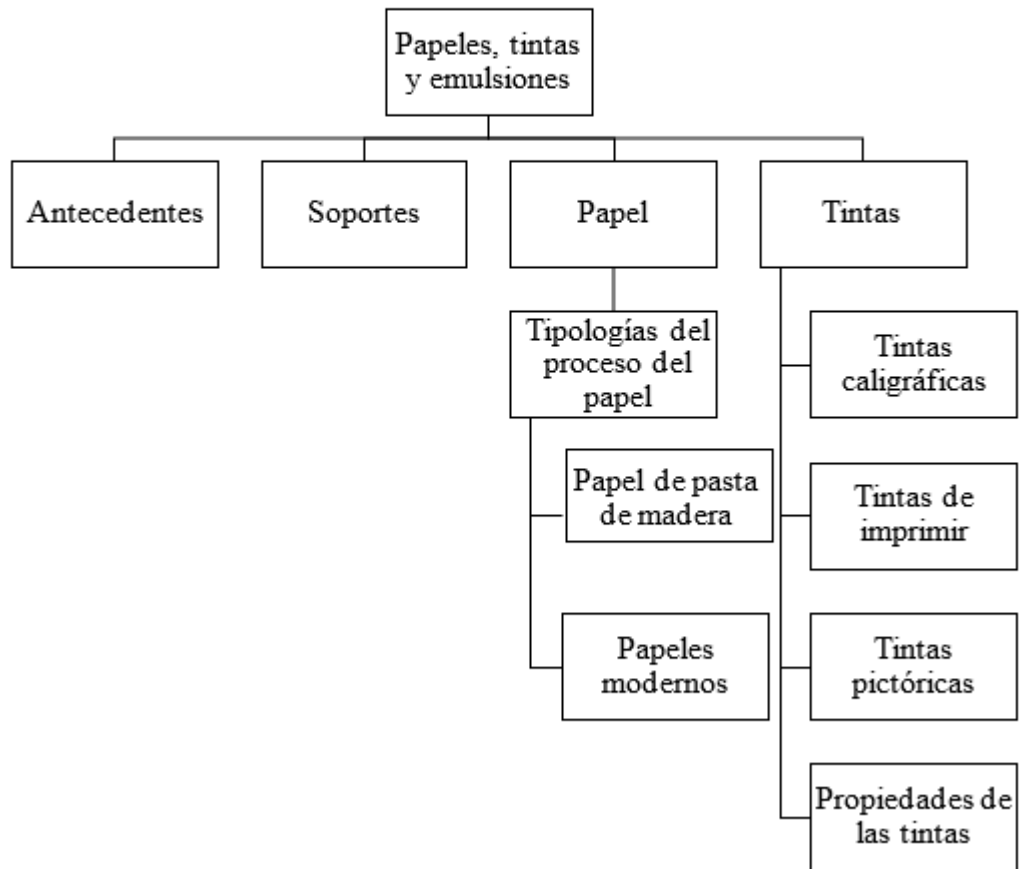 Papeles, tintas
y emulsiones
Antecedentes
Soportes
Papel
Tintas
Tipologías del
proceso del
papel
Papel de pasta
de madera
Papeles
modernos
Tintas
caligráficas
Tintas de
imprimir
Tintas
pictóricas
Propiedades de
las tintas